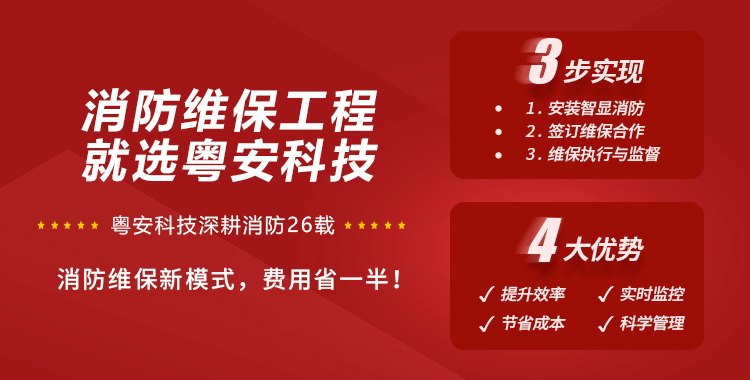 消防维保工程
就选粤安科技
粤安科技深耕消防26载
消防维保新模式，费用省一半！
3步实现
1.安装智显消防
2.签订维保合作
3.维保执行与监督
4大优势
提升效率
实时监控
节省成本
科学管理